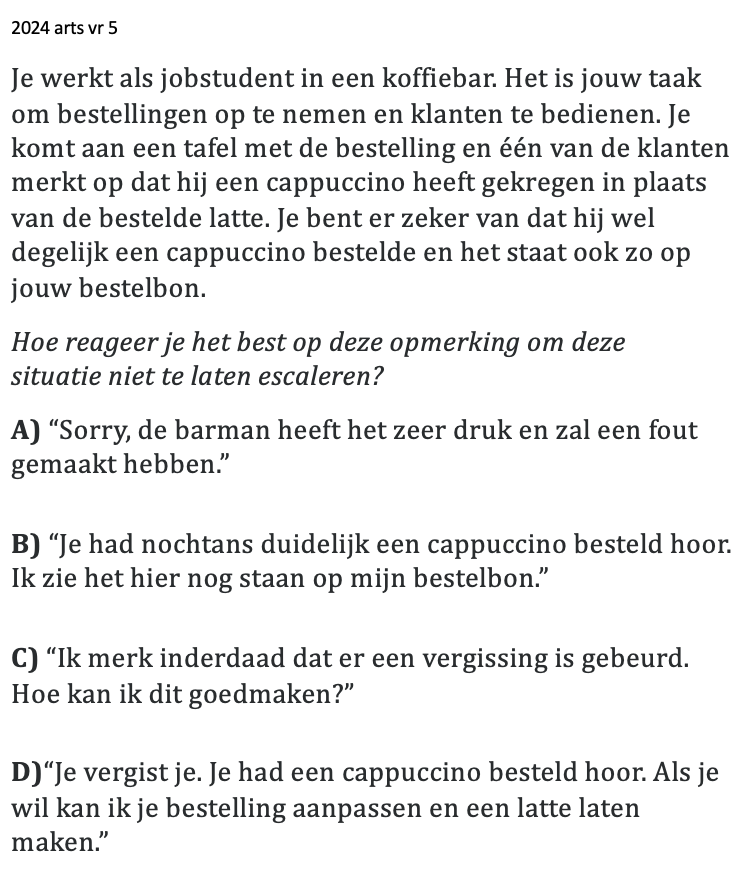 2024 arts vr 5
Je werkt als jobstudent in een koffiebar. Het is jouw taak
om bestellingen op te nemen en klanten te bedienen. Je
komt aan een tafel met de bestelling en één van de klanten
merkt op dat hij een cappuccino heeft gekregen in plaats
van de bestelde latte. Je bent er zeker van dat hij wel
degelijk een cappuccino bestelde en het staat ook zo op
jouw bestelbon.
Hoe reageer je het best op deze opmerking om deze
situatie niet te laten escaleren?
A) “Sorry, de barman heeft het zeer druk en zal een fout
gemaakt hebben.”
B) “Je had nochtans duidelijk een cappuccino besteld hoor.
Ik zie het hier nog staan op mijn bestelbon.”
C) “Ik merk inderdaad dat er een vergissing is gebeurd.
Hoe kan ik dit goedmaken?”
D)“Je vergist je. Je had een cappuccino besteld hoor. Als je
wil kan ik je bestelling aanpassen en een latte laten
maken.”